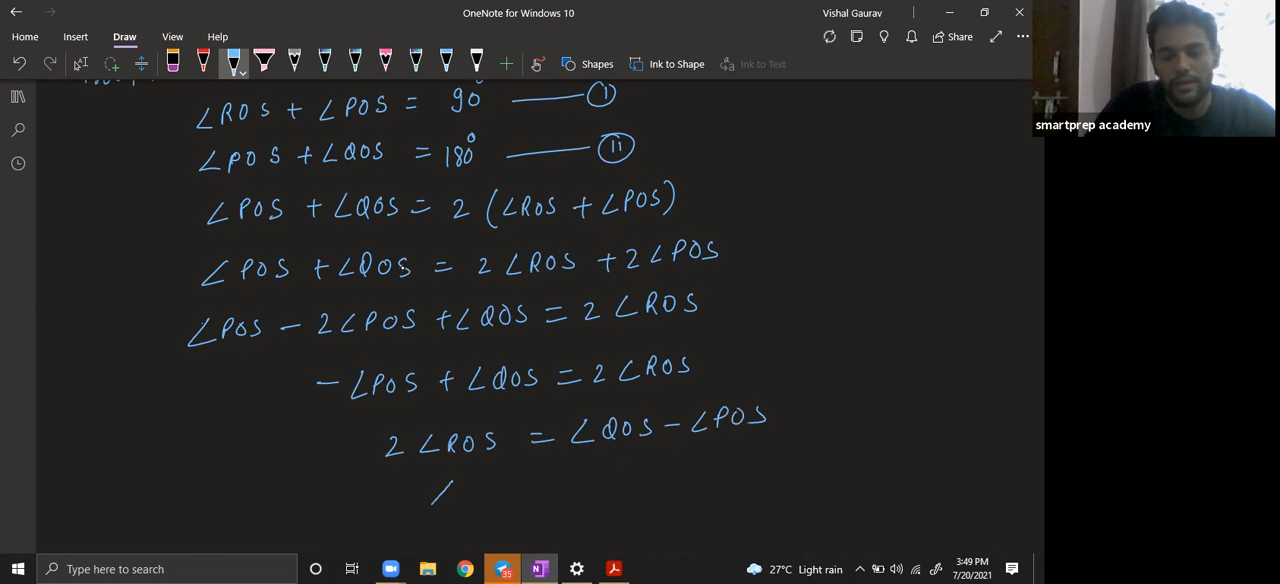 OneNote for Windows 10
Vishal Gaurav
Home Insert Draw View Help
Share
Shapes
Ink to Shape
Ink to Text
smartprep academy
∠ROS + ∠POS = 90° —— I
∠POS + ∠QOS = 180° —— II
∠POS + ∠QOS = 2 (∠ROS + ∠POS)
∠POS + ∠QOS = 2 ∠ROS + 2 ∠POS
∠POS - 2 ∠POS + ∠QOS = 2 ∠ROS
- ∠POS + ∠QOS = 2 ∠ROS
2 ∠ROS = ∠QOS - ∠POS
Type here to search
35
27°C Light rain
3:49 PM
7/20/2021